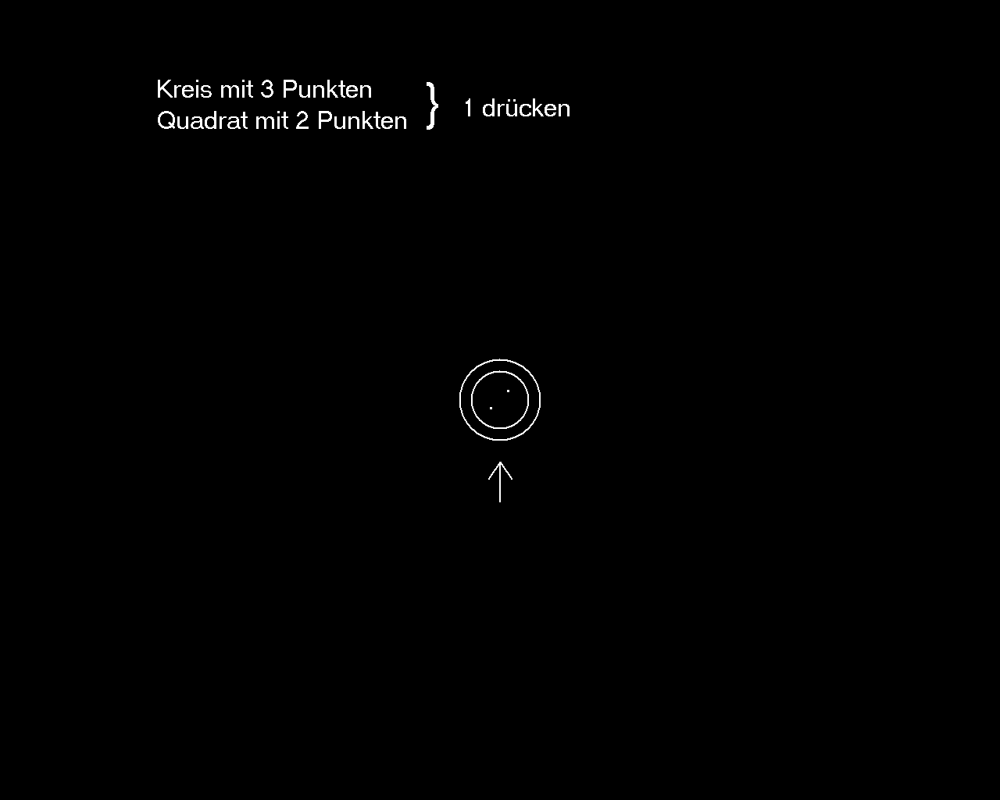 Kreis mit 3 Punkten
Quadrat mit 2 Punkten
} 1 drücken